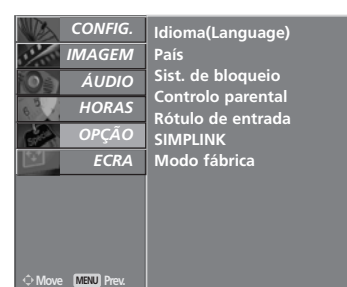 CONFIG.
IMAGEM
ÁUDIO
HORAS
OPÇÃO
ECRA
Idioma(Language)
País
Sist. de bloqueio
Controlo parental
Rótulo de entrada
SIMPLINK
Modo fábrica
Move MENU Prev.